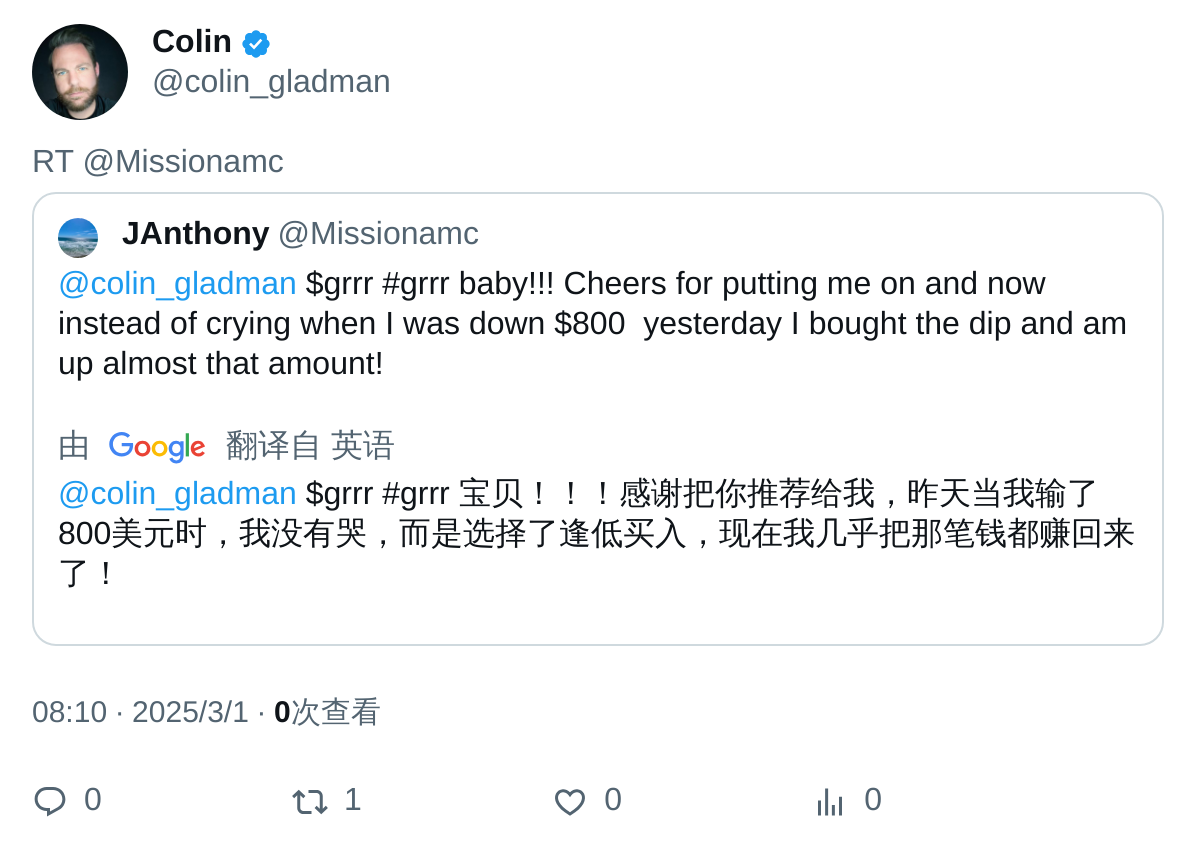 Colin
@colin_gladman
RT @Missionamc
JAnthony @Missionamc
@colin_gladman $grrr #grrr baby!!! Cheers for putting me on and now
instead of crying when I was down $800  yesterday I bought the dip and am
up almost that amount!
由 Google 翻译自 英语
@colin_gladman $grrr #grrr 宝贝！！！感谢把你推荐给我，昨天当我输了
800美元时，我没有哭，而是选择了逢低买入，现在我几乎把那笔钱都赚回来
了！
08:10 · 2025/3/1 · 0次查看
0 1 0 0